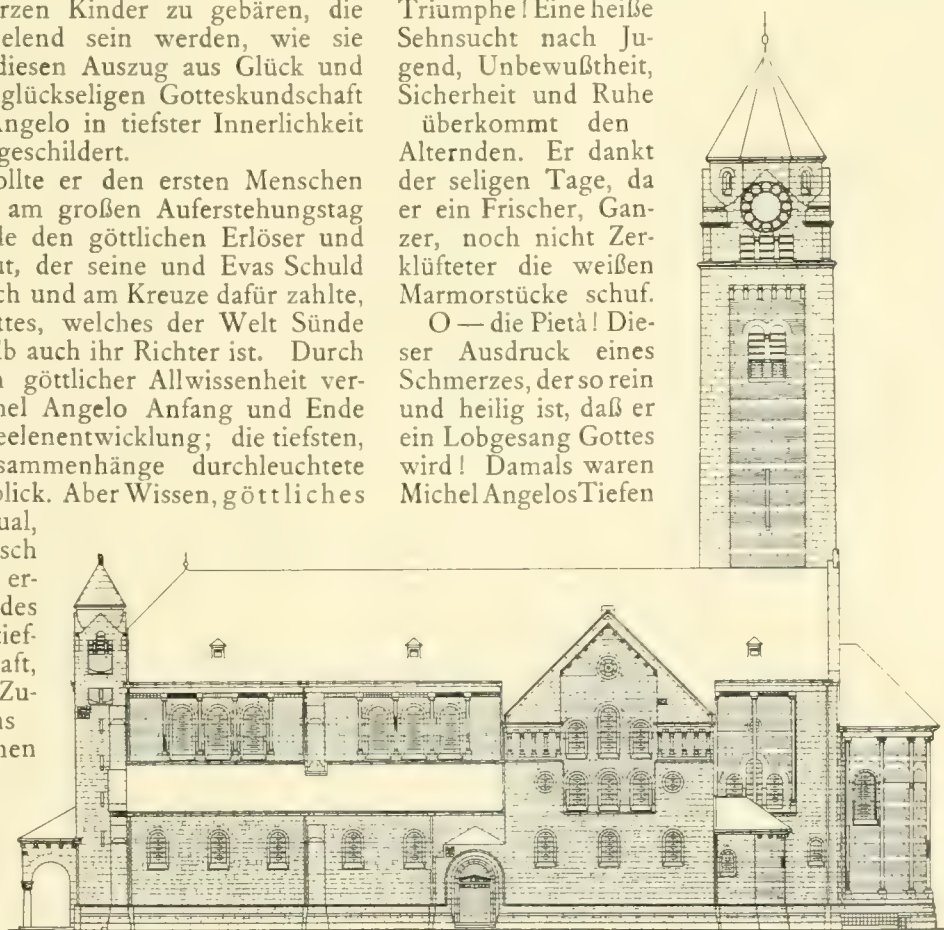 rzen Kinder zu gebären, die
elend sein werden, wie sie
diesen Auszug aus Glück und
glückseligen Gotteskundschaft
Angelo in tiefster Innerlichkeit
geschildert.
ollte er den ersten Menschen
am großen Auferstehungstag
de den göttlichen Erlöser und
ut, der seine und Evas Schuld
ch und am Kreuze dafür zahlte,
ttes, welches der Welt Sünde
lb auch ihr Richter ist. Durch
n göttlicher Allwissenheit ver-
hel Angelo Anfang und Ende
eelenentwicklung; die tiefsten,
sammenhänge durchleuchtete
blick. Aber Wissen, göttliches
ual,
sch
er-
des
tief-
aft,
Zu-
ns
nen
Triumphe! Eine heiße
Sehnsucht nach Ju-
gend, Unbewußtheit,
Sicherheit und Ruhe
überkommt den
Alternden. Er dankt
der seligen Tage, da
er ein Frischer, Gan-
zer, noch nicht Zer-
klüfteter die weißen
Marmorstücke schuf.
O — die Pietà! Die-
ser Ausdruck eines
Schmerzes, der so rein
und heilig ist, daß er
ein Lobgesang Gottes
wird! Damals waren
Michel Angelos Tiefen